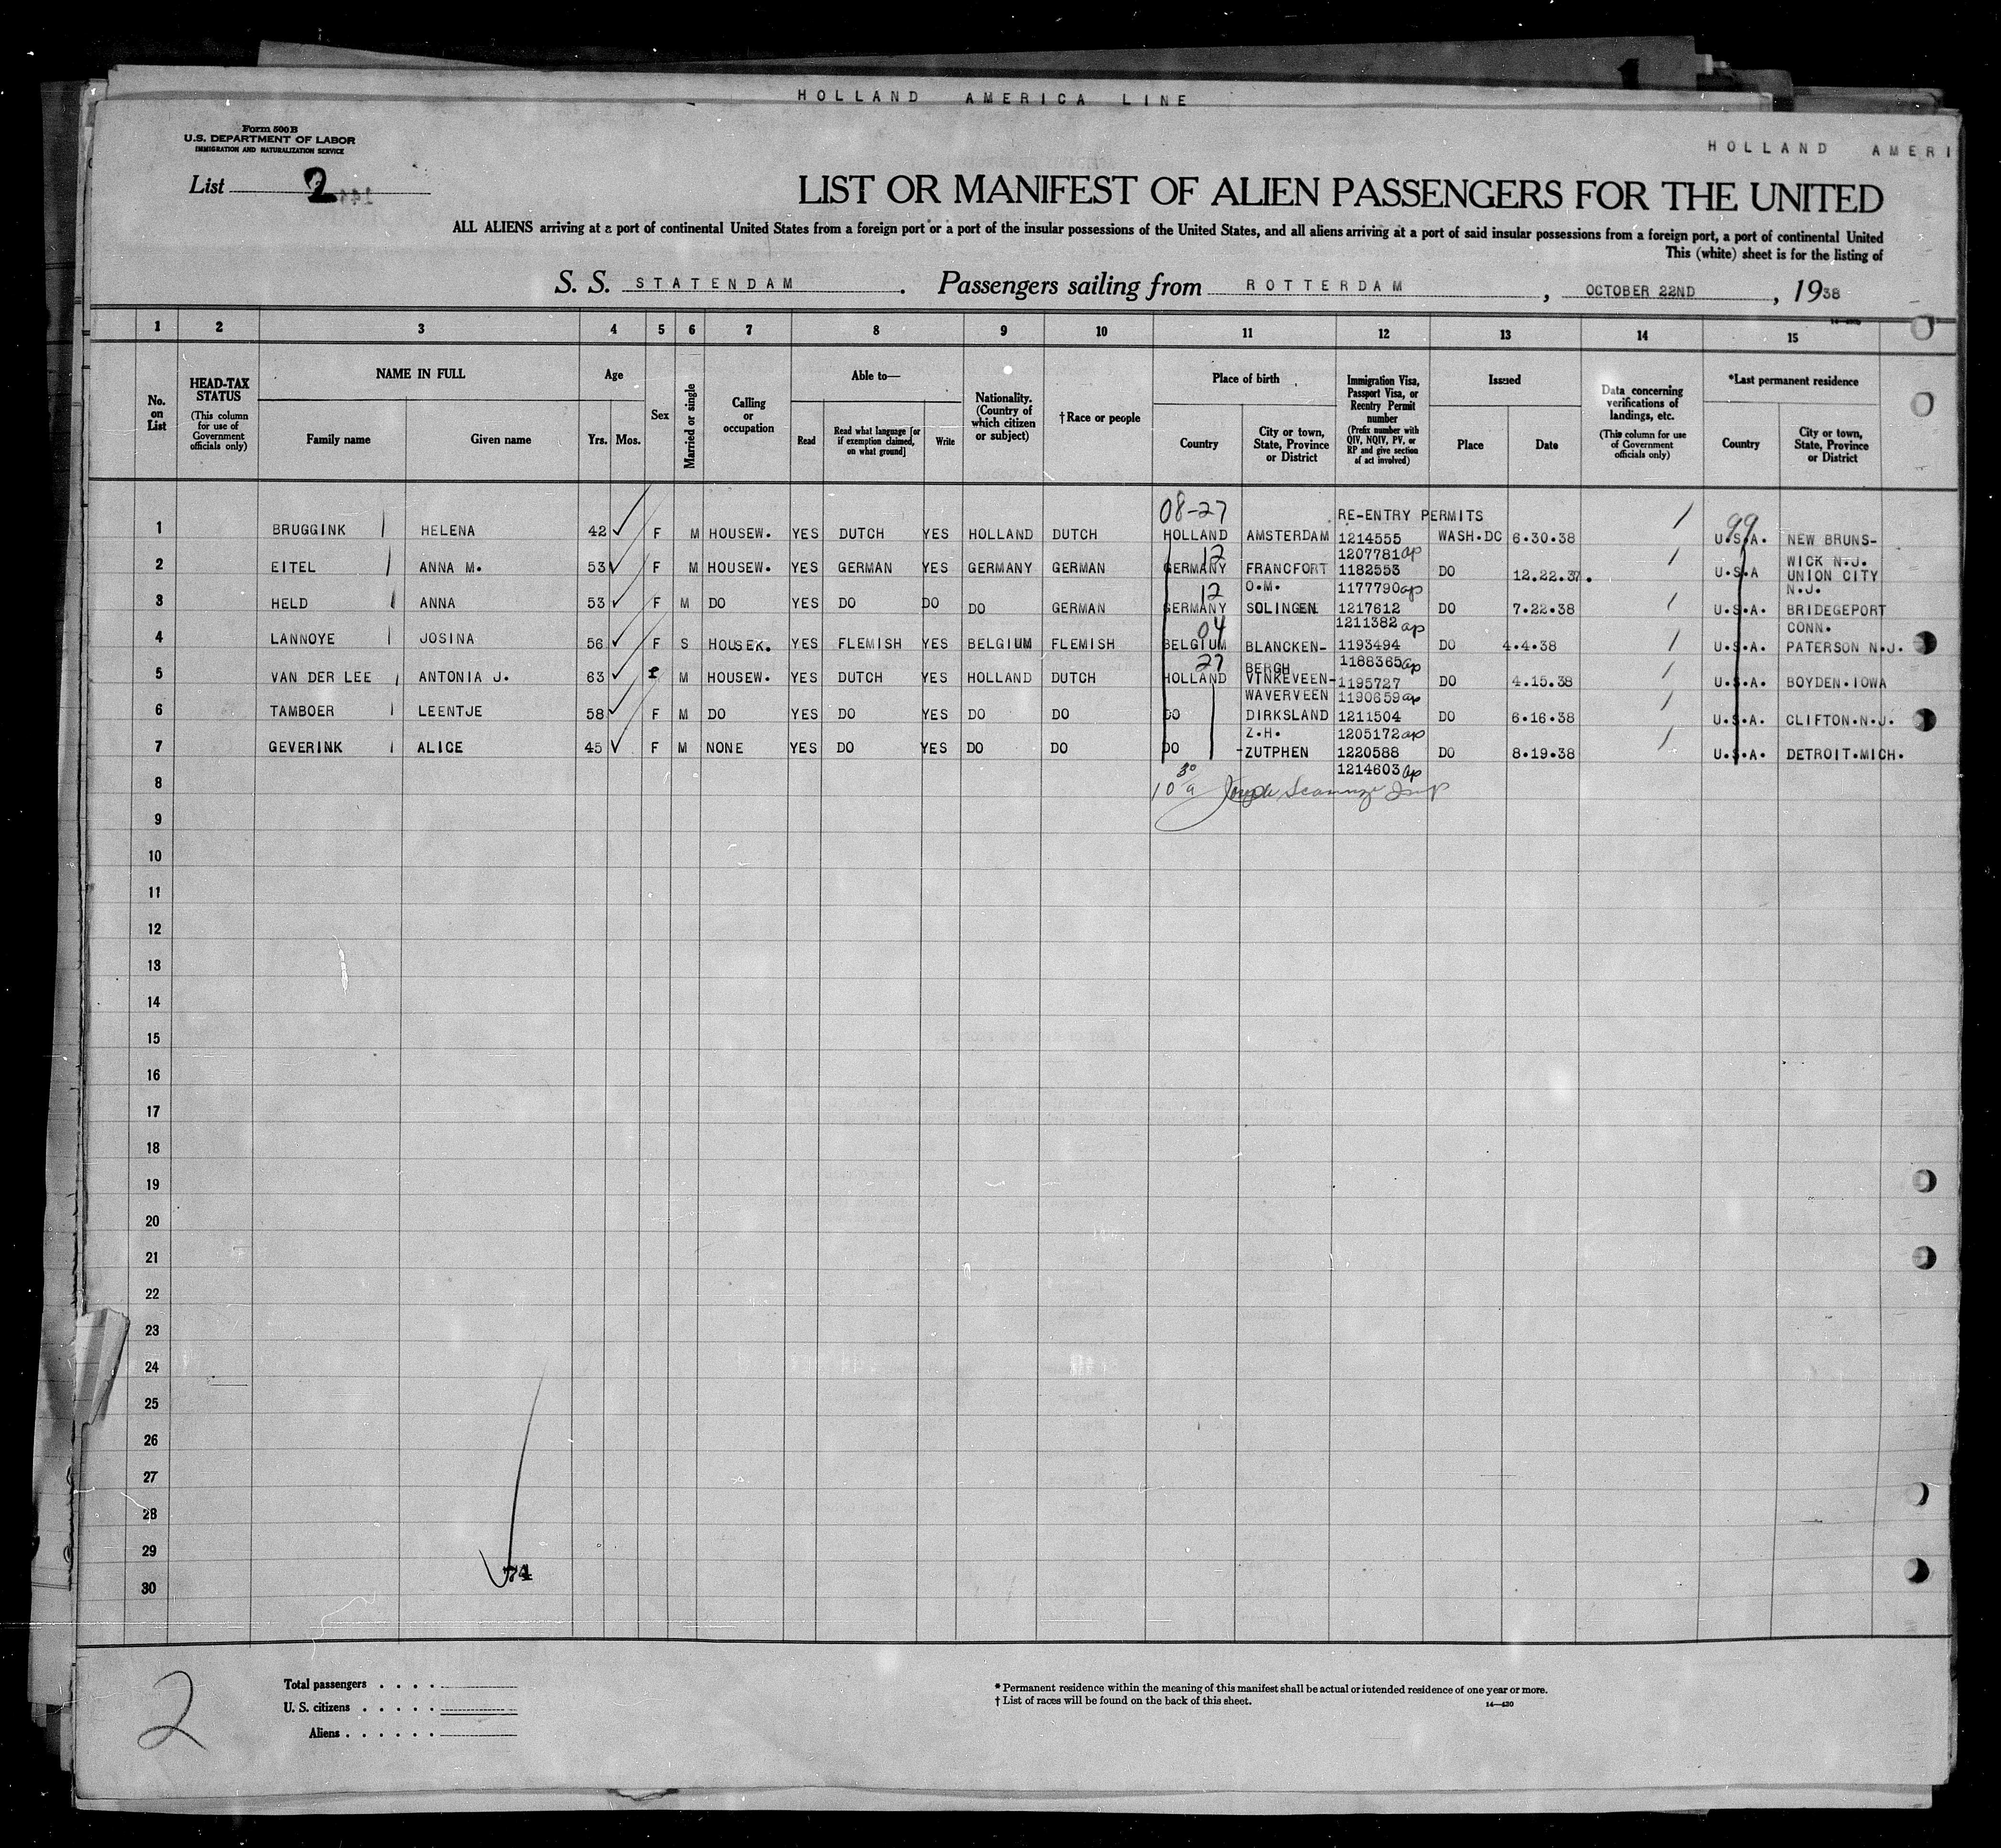 HOLLAND AMERICA LINE
HOLLAND AMERI
Form 500B
U.S. DEPARTMENT OF LABOR
IMMIGRATION AND NATURALIZATION SERVICE
List 2
LIST OR MANIFEST OF ALIEN PASSENGERS FOR THE UNITED
ALL ALIENS arriving at a port of continental United States from a foreign port or a port of the insular possessions of the United States, and all aliens arriving at a port of said insular possessions from a foreign port, a port of continental United
This (white) sheet is for the listing of
S. S. STATENDAM . Passengers sailing from ROTTERDAM , OCTOBER 22ND , 1938
1 2 3 4 5 6 7 8 9 10 11 12 13 14 15
No. on List
HEAD-TAX STATUS (This column for use of Government officials only)
NAME IN FULL
Family name Given name
Age
Yrs. Mos.
Sex
Married or single
Calling or occupation
Able to—
Read
Read what language [or if exemption claimed, on what ground]
Write
Nationality. (Country of which citizen or subject)
†Race or people
Place of birth
Country
City or town, State, Province or District
Immigration Visa, Passport Visa, or Reentry Permit number (Prefix number with QIV, NQIV, PV, or RP and give section of act involved)
Issued
Place Date
Data concerning verifications of landings, etc. (This column for use of Government officials only)
*Last permanent residence
Country
City or town, State, Province or District
08-27 RE-ENTRY PERMITS 99
1 BRUGGINK HELENA 42 F M HOUSEW. YES DUTCH YES HOLLAND DUTCH HOLLAND AMSTERDAM 1214555 WASH.DC 6.30.38 U.S.A. NEW BRUNS-
12 1207781 ap WICK N.J.
2 EITEL ANNA M. 53 F M HOUSEW. YES GERMAN YES GERMANY GERMAN GERMANY FRANCFORT 1182553 DO 12.22.37. U.S.A UNION CITY
12 O.M. 1177790 ap N.J.
3 HELD ANNA 53 F M DO YES DO DO DO GERMAN GERMANY SOLINGEN 1217612 DO 7.22.38 U.S.A. BRIDGEPORT
04 1211382 ap CONN.
4 LANNOYE JOSINA 56 F S HOUSEK. YES FLEMISH YES BELGIUM FLEMISH BELGIUM BLANCKEN- 1193494 DO 4.4.38 U.S.A. PATERSON N.J.
27 BERGH 1188365 ap
5 VAN DER LEE ANTONIA J. 63 F M HOUSEW. YES DUTCH YES HOLLAND DUTCH HOLLAND VINKEVEEN- 1195727 DO 4.15.38 U.S.A. BOYDEN.IOWA
WAVERVEEN 1190659 ap
6 TAMBOER LEENTJE 58 F M DO YES DO YES DO DO DO DIRKSLAND 1211504 DO 6.16.38 U.S.A. CLIFTON.N.J.
Z.H. 1205172 ap
7 GEVERINK ALICE 45 F M NONE YES DO YES DO DO DO -ZUTPHEN 1220588 DO 8.19.38 U.S.A. DETROIT.MICH.
1214603 ap
8 10 30 a
9
10
11
12
13
14
15
16
17
18
19
20
21
22
23
24
25
26
27
28
29
30
74
2
Total passengers . . . .
U. S. citizens . . . . .
Aliens . . . . . .
* Permanent residence within the meaning of this manifest shall be actual or intended residence of one year or more.
† List of races will be found on the back of this sheet.
14—430